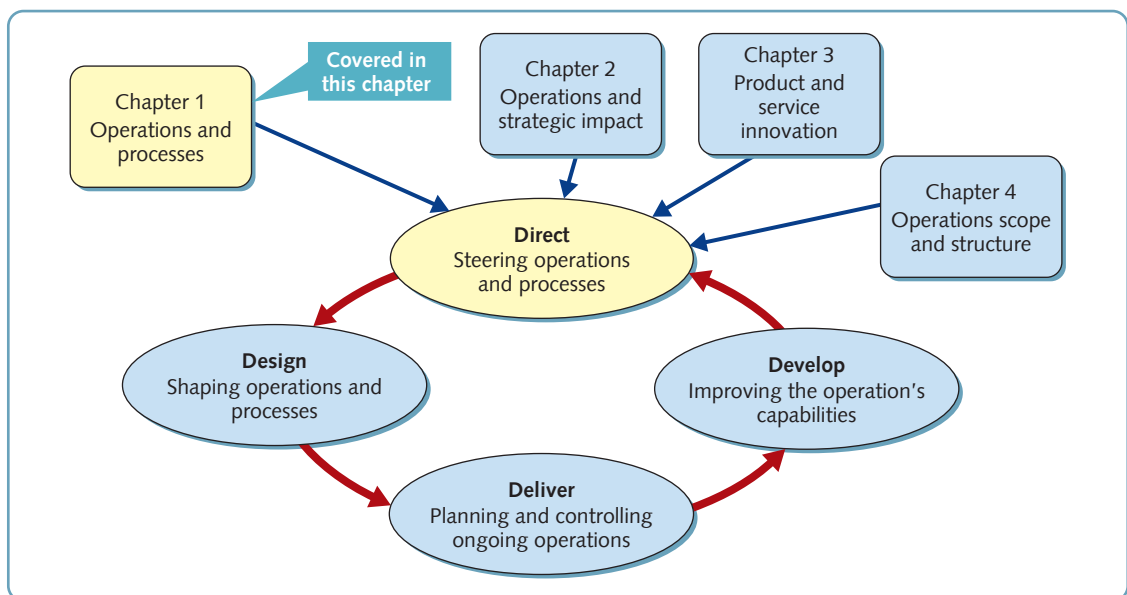 Chapter 1
Operations and
processes
Covered in
this chapter
Chapter 2
Operations and
strategic impact
Chapter 3
Product and
service
innovation
Chapter 4
Operations scope
and structure
Direct
Steering operations
and processes
Design
Shaping operations and
processes
Develop
Improving the operation's
capabilities
Deliver
Planning and controlling
ongoing operations